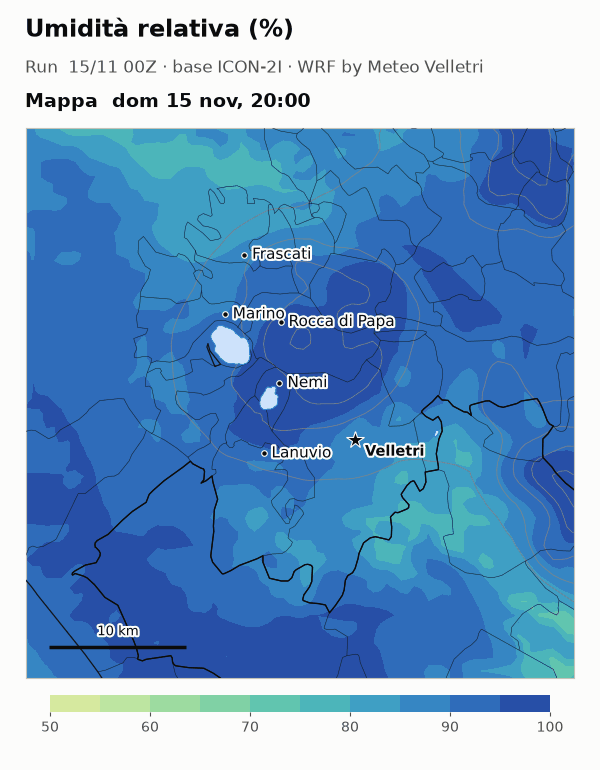 Umidità relativa (%)
Run  15/11 00Z · base ICON-2I · WRF by Meteo Velletri
Mappa  dom 15 nov, 20:00
Frascati
Marino
Rocca di Papa
Nemi
Velletri
Lanuvio
10 km
50 60 70 80 90 100